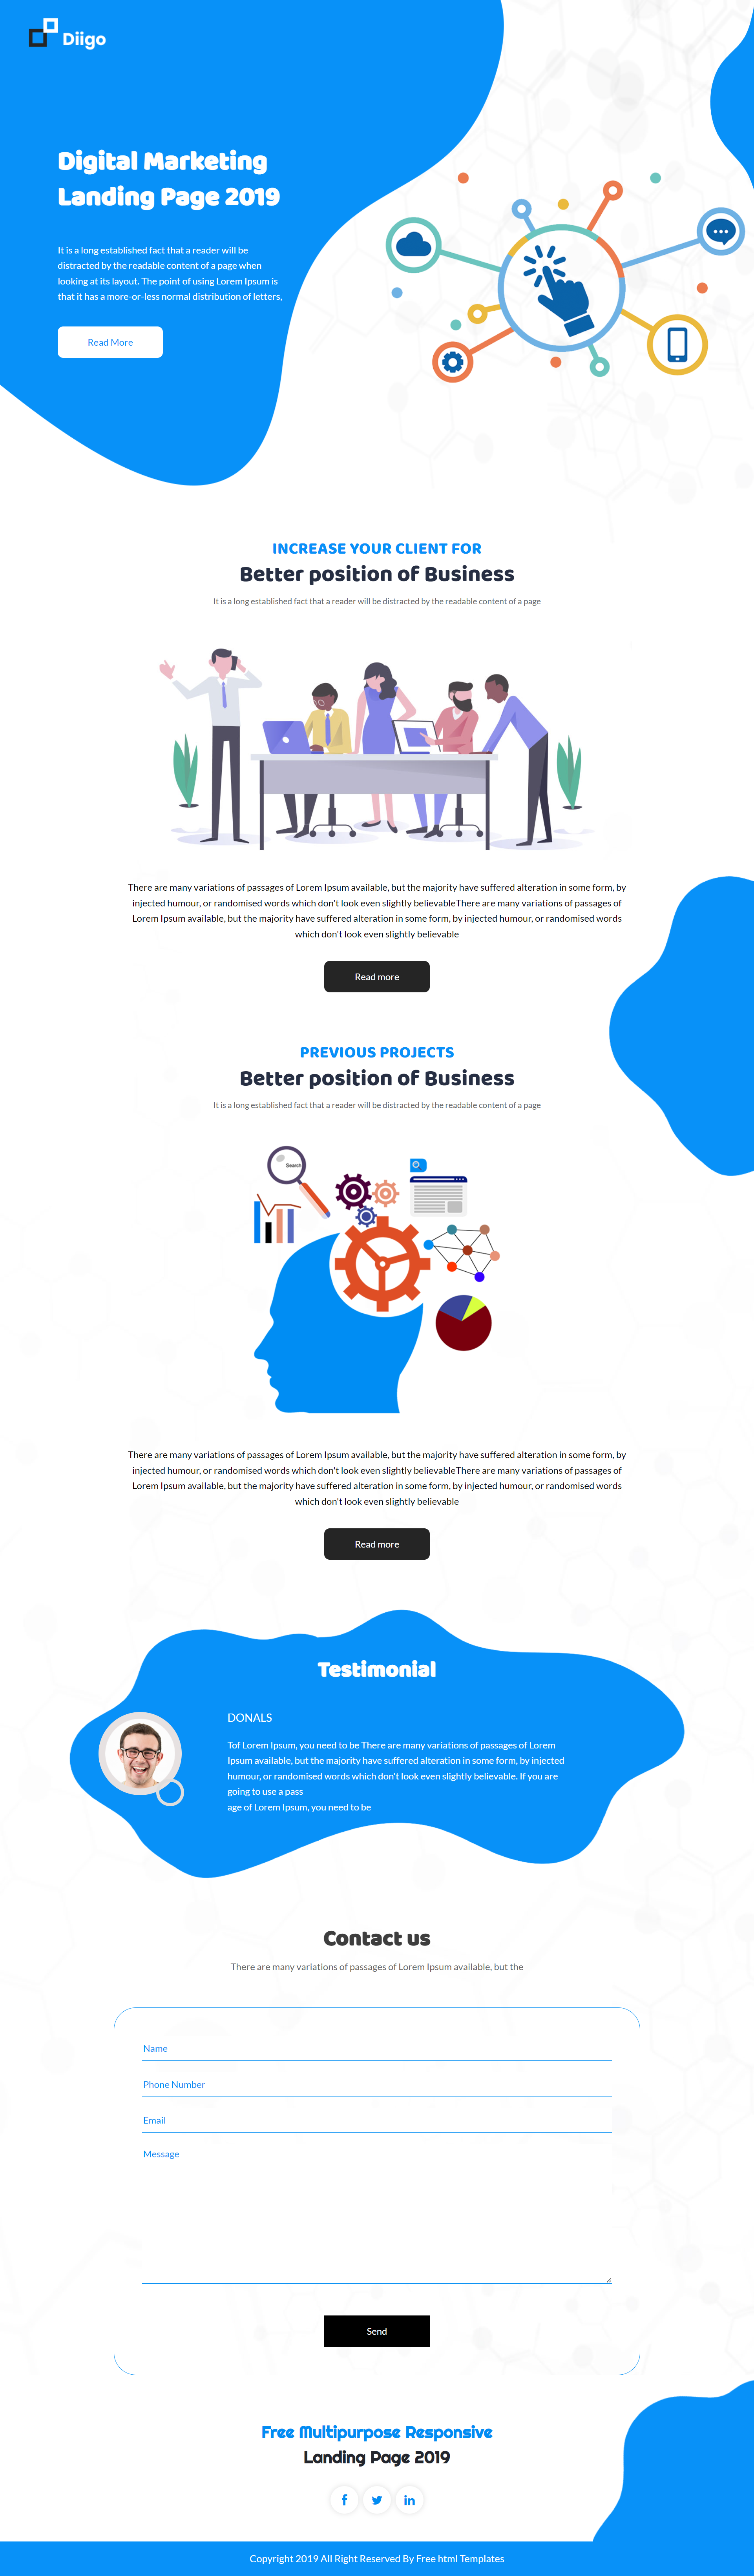 Diigo
Digital Marketing
Landing Page 2019
It is a long established fact that a reader will be
distracted by the readable content of a page when
looking at its layout. The point of using Lorem Ipsum is
that it has a more-or-less normal distribution of letters,
Read More
INCREASE YOUR CLIENT FOR
Better position of Business
It is a long established fact that a reader will be distracted by the readable content of a page
There are many variations of passages of Lorem Ipsum available, but the majority have suffered alteration in some form, by
injected humour, or randomised words which don't look even slightly believableThere are many variations of passages of
Lorem Ipsum available, but the majority have suffered alteration in some form, by injected humour, or randomised words
which don't look even slightly believable
Read more
PREVIOUS PROJECTS
Better position of Business
It is a long established fact that a reader will be distracted by the readable content of a page
Search
There are many variations of passages of Lorem Ipsum available, but the majority have suffered alteration in some form, by
injected humour, or randomised words which don't look even slightly believableThere are many variations of passages of
Lorem Ipsum available, but the majority have suffered alteration in some form, by injected humour, or randomised words
which don't look even slightly believable
Read more
Testimonial
DONALS
Tof Lorem Ipsum, you need to be There are many variations of passages of Lorem
Ipsum available, but the majority have suffered alteration in some form, by injected
humour, or randomised words which don't look even slightly believable. If you are
going to use a pass
age of Lorem Ipsum, you need to be
Contact us
There are many variations of passages of Lorem Ipsum available, but the
Name
Phone Number
Email
Message
Send
Free Multipurpose Responsive
Landing Page 2019
Copyright 2019 All Right Reserved By Free html Templates